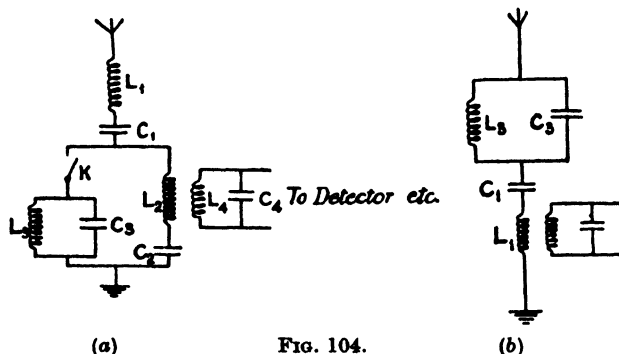 L₁
C₁
K
L₃
C₃
L₂
C₂
L₄
C₄ To Detector etc.
L₃
C₃
C₁
L₁
(a) FIG. 104. (b)